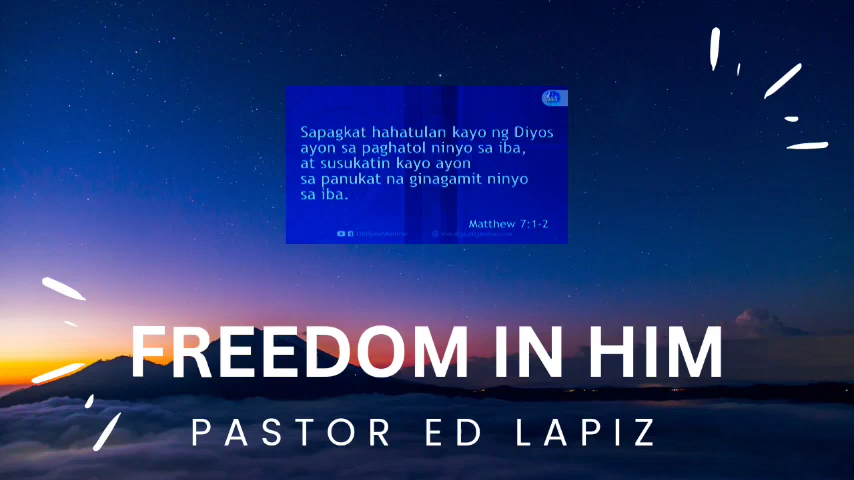 Sapagkat hahatulan kayo ng Diyos
ayon sa paghatol ninyo sa iba,
at susukatin kayo ayon
sa panukat na ginagamit ninyo
sa iba.
Matthew 7:1-2
FREEDOM IN HIM
PASTOR ED LAPIZ